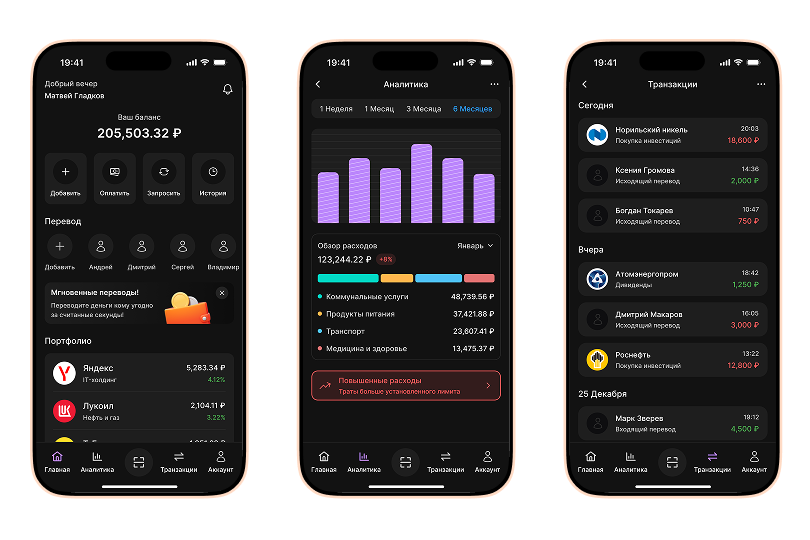 19:41
Добрый вечер
Матвей Гладков
Ваш баланс
205,503.32 ₽
Добавить
Оплатить
Запросить
История
Перевод
Добавить
Андрей
Дмитрий
Сергей
Владимир
Мгновенные переводы!
Переводите деньги кому угодно
за считанные секунды!
Портфолио
Яндекс
5,283.34 ₽
IT-холдинг
4.12%
Лукоил
2,104.11 ₽
Нефть и газ
3.22%
Главная
Аналитика
Транзакции
Аккаунт
19:41
Аналитика
1 Неделя
1 Месяц
3 Месяца
6 Месяцев
Обзор расходов
Январь
123,244.22 ₽
+8%
Коммунальные услуги
48,739.56 ₽
Продукты питания
37,421.88 ₽
Транспорт
23,607.41 ₽
Медицина и здоровье
13,475.37 ₽
Повышенные расходы
Траты больше установленного лимита
Главная
Аналитика
Транзакции
Аккаунт
19:41
Транзакции
Сегодня
Норильский никель
20:03
Покупка инвестиций
18,600 ₽
Ксения Громова
14:36
Исходящий перевод
2,000 ₽
Богдан Токарев
10:47
Исходящий перевод
750 ₽
Вчера
Атомэнергопром
18:42
Дивиденды
1,250 ₽
Дмитрий Макаров
16:05
Исходящий перевод
3,000 ₽
Роснефть
13:22
Покупка инвестиций
12,800 ₽
25 Декабря
Марк Зверев
19:12
Входящий перевод
4,500 ₽
Главная
Аналитика
Транзакции
Аккаунт